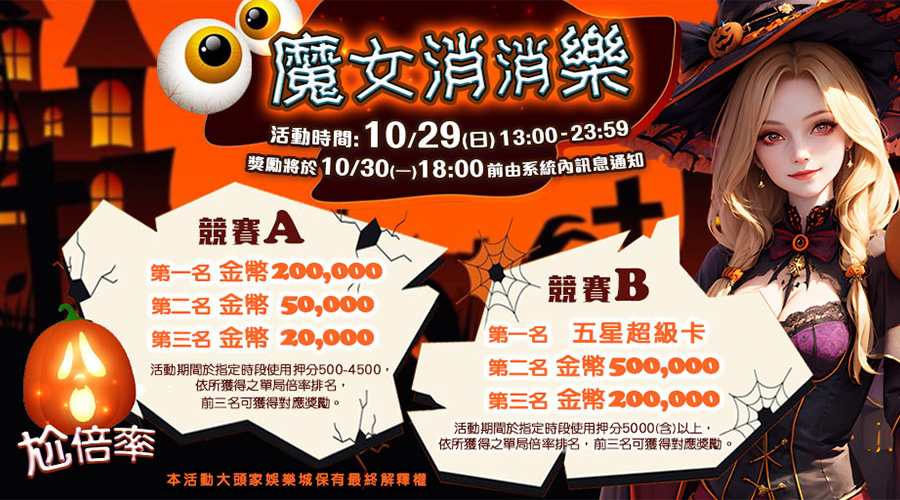 魔女消消樂
活動時間: 10/29(日) 13:00-23:59
獎勵將於 10/30(一)18:00 前由系統內訊息通知
競賽A
第一名 金幣 200,000
第二名 金幣 50,000
第三名 金幣 20,000
活動期間於指定時段使用押分500-4500，
依所獲得之單局倍率排名，
前三名可獲得對應獎勵。
競賽B
第一名 五星超級卡
第二名 金幣 500,000
第三名 金幣 200,000
活動期間於指定時段使用押分5000(含)以上，
依所獲得之單局倍率排名，前三名可獲得對應獎勵。
尬倍率
本活動大頭家娛樂城保有最終解釋權